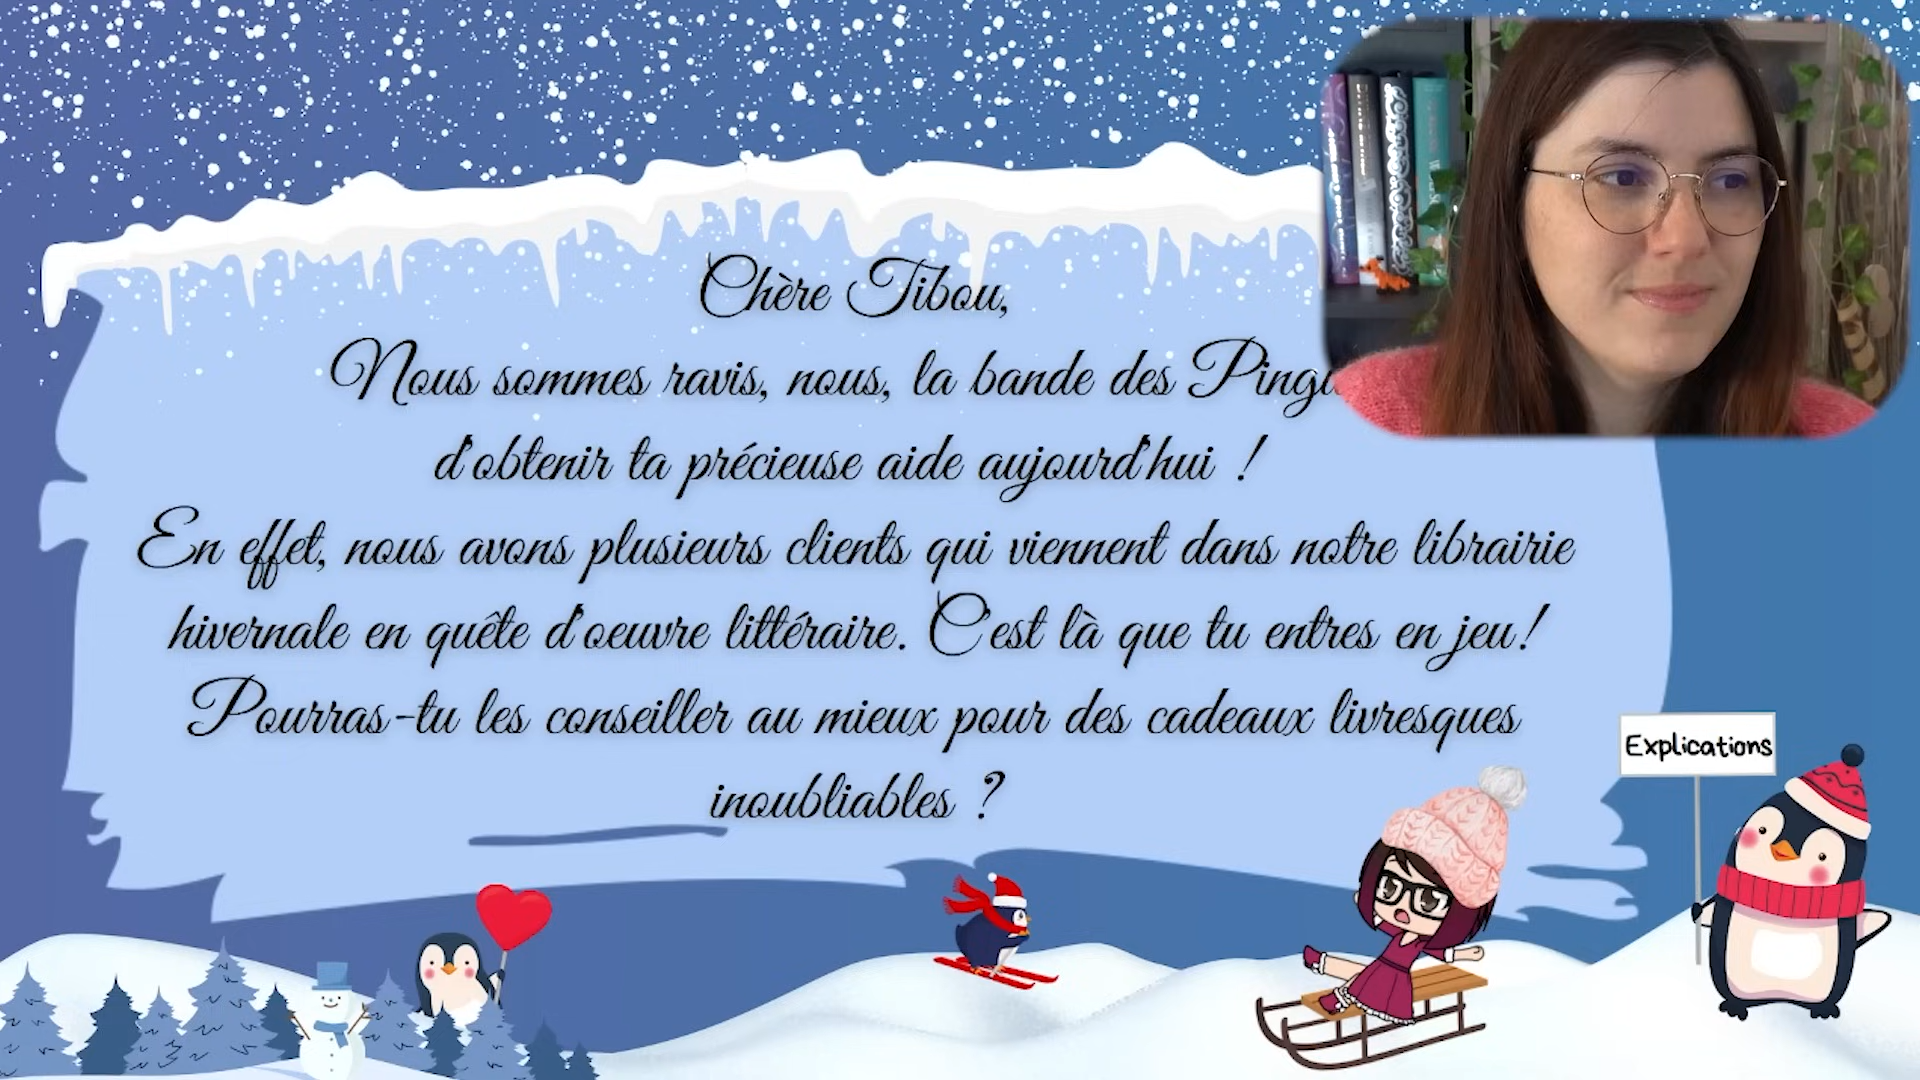 Chère Tibou,
Nous sommes ravis, nous, la bande des
d'obtenir ta précieuse aide aujourd'hui !
En effet, nous avons plusieurs clients qui viennent dans notre librairie
hivernale en quête d'oeuvre littéraire. C'est là que tu entres en jeu!
Pourras-tu les conseiller au mieux pour des cadeaux livresques
inoubliables ?
Explications